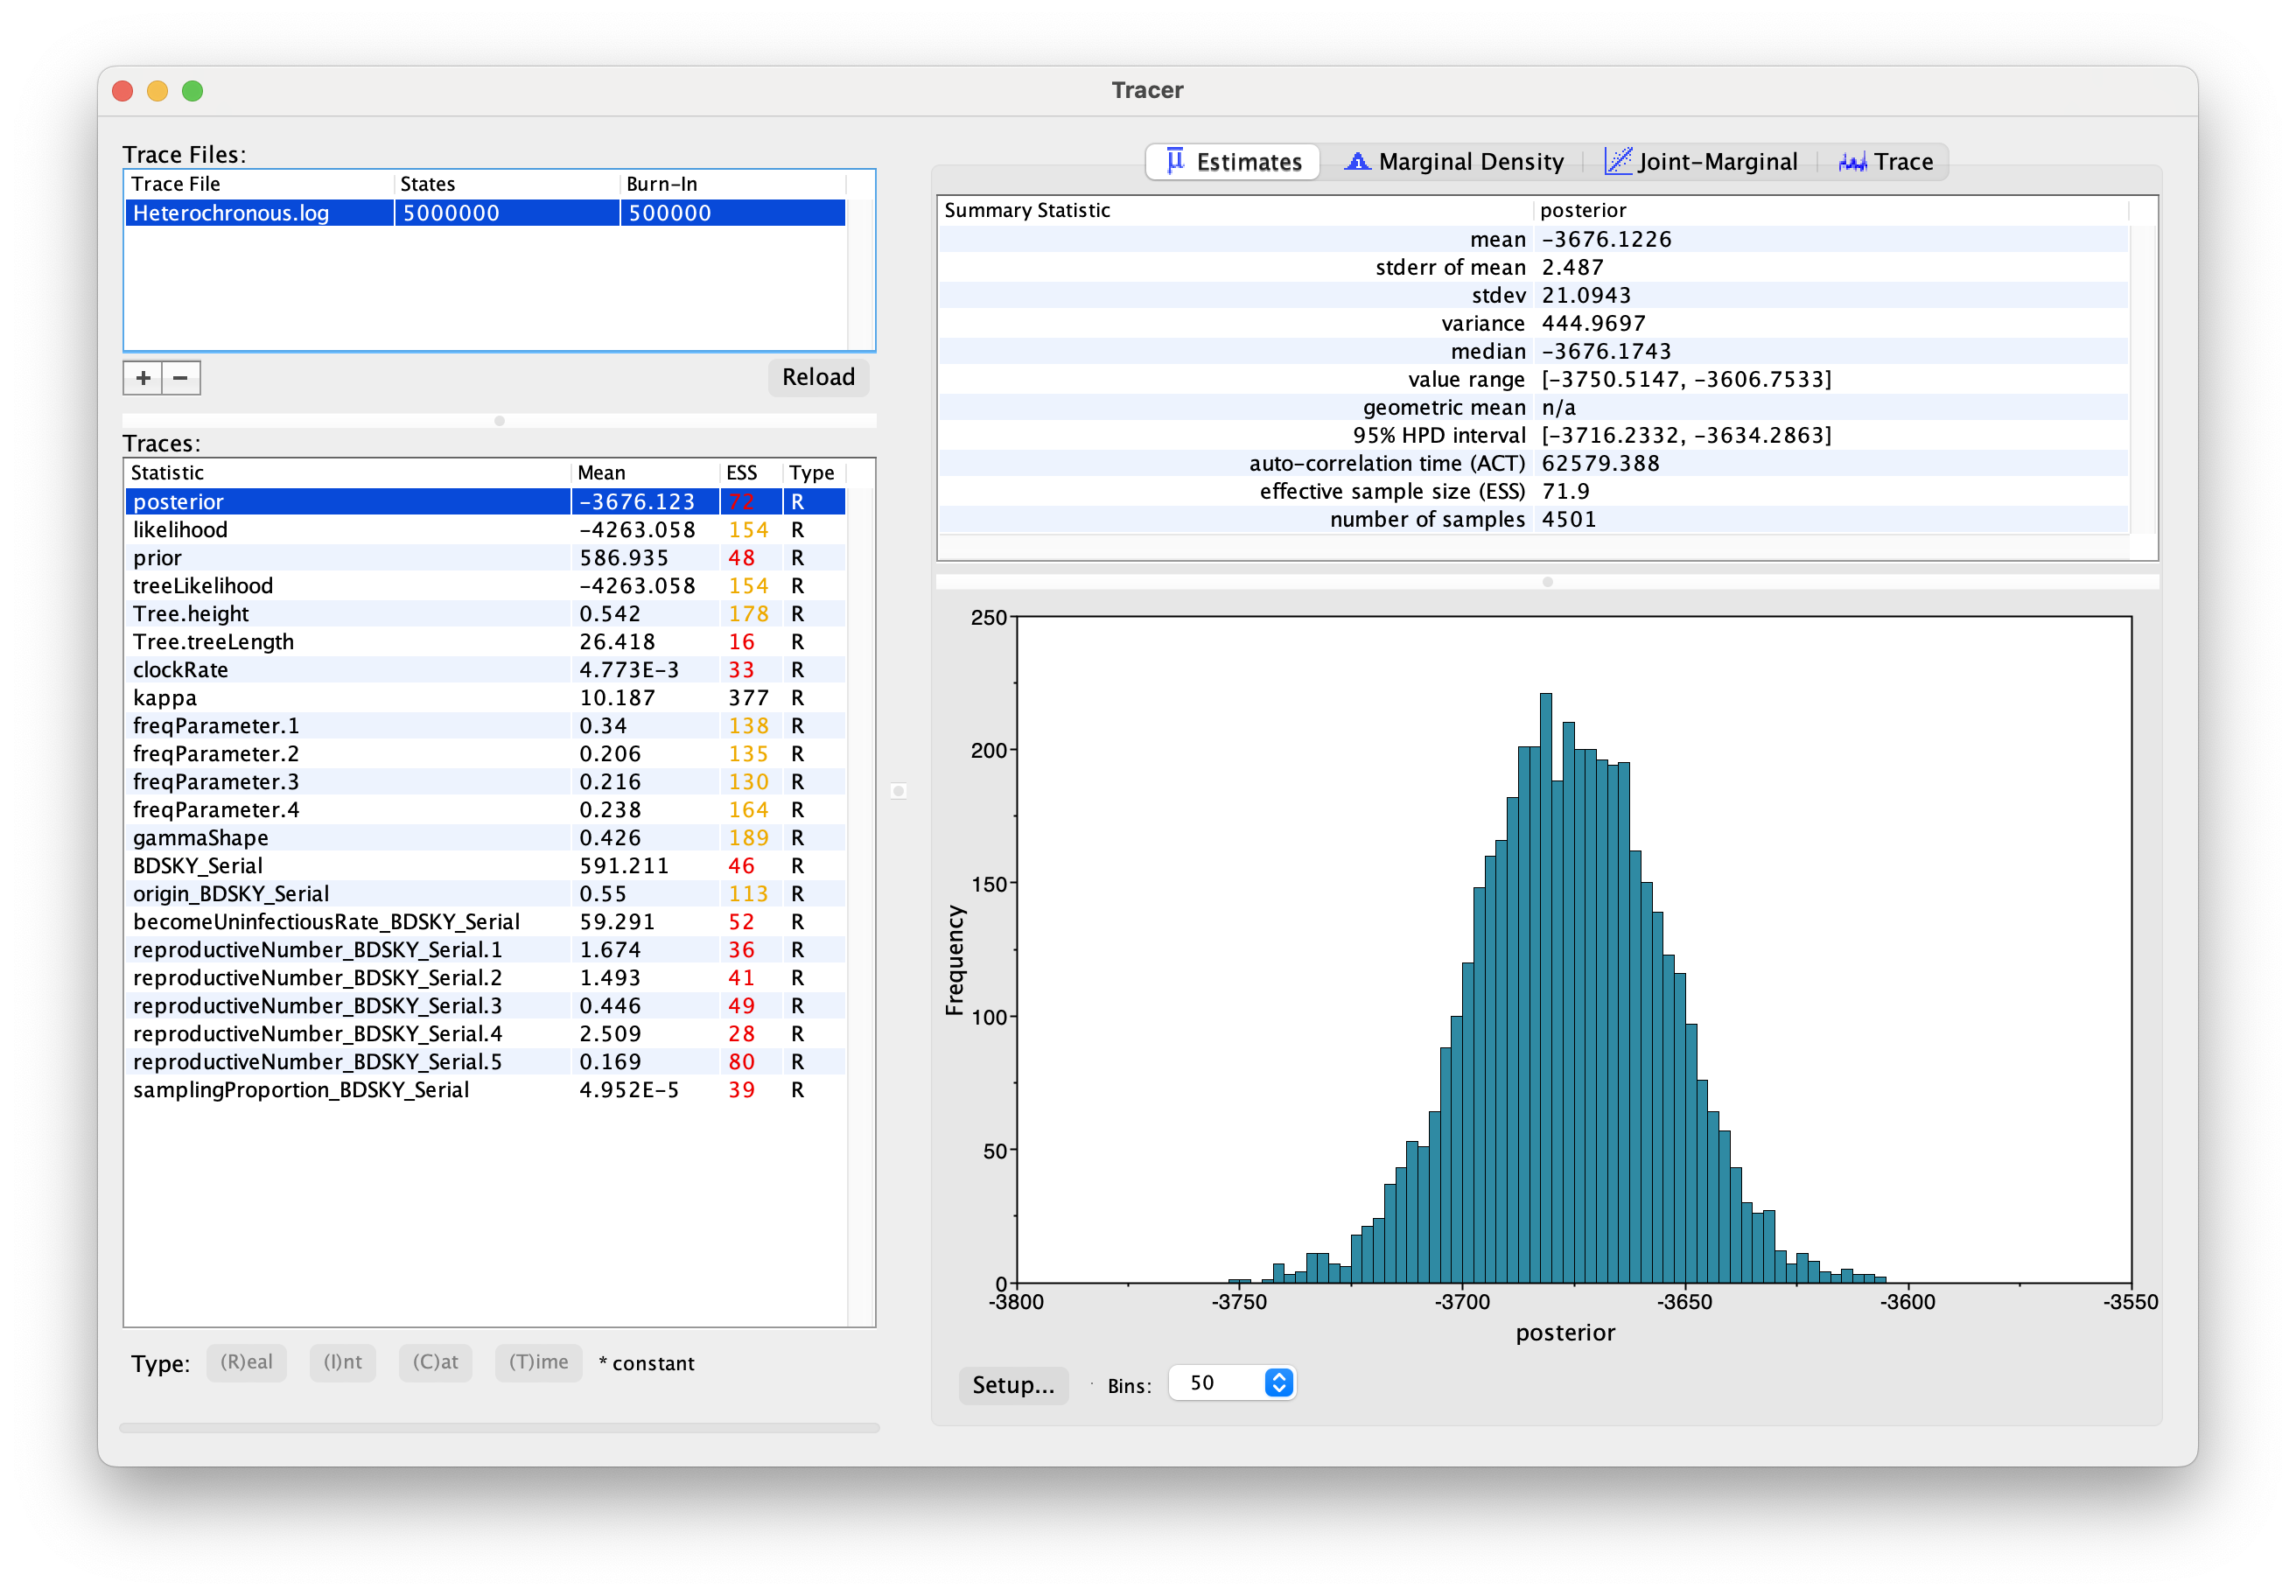 Tracer
Trace Files:
Trace File States Burn-In
Heterochronous.log 5000000 500000
+ −
Reload
Traces:
Statistic Mean ESS Type
posterior −3676.123 72 R
likelihood −4263.058 154 R
prior 586.935 48 R
treeLikelihood −4263.058 154 R
Tree.height 0.542 178 R
Tree.treeLength 26.418 16 R
clockRate 4.773E−3 33 R
kappa 10.187 377 R
freqParameter.1 0.34 138 R
freqParameter.2 0.206 135 R
freqParameter.3 0.216 130 R
freqParameter.4 0.238 164 R
gammaShape 0.426 189 R
BDSKY_Serial 591.211 46 R
origin_BDSKY_Serial 0.55 113 R
becomeUninfectiousRate_BDSKY_Serial 59.291 52 R
reproductiveNumber_BDSKY_Serial.1 1.674 36 R
reproductiveNumber_BDSKY_Serial.2 1.493 41 R
reproductiveNumber_BDSKY_Serial.3 0.446 49 R
reproductiveNumber_BDSKY_Serial.4 2.509 28 R
reproductiveNumber_BDSKY_Serial.5 0.169 80 R
samplingProportion_BDSKY_Serial 4.952E−5 39 R
Type: (R)eal (I)nt (C)at (T)ime * constant
μ Estimates Marginal Density Joint-Marginal Trace
Summary Statistic posterior
mean −3676.1226
stderr of mean 2.487
stdev 21.0943
variance 444.9697
median −3676.1743
value range [−3750.5147, −3606.7533]
geometric mean n/a
95% HPD interval [−3716.2332, −3634.2863]
auto-correlation time (ACT) 62579.388
effective sample size (ESS) 71.9
number of samples 4501
250
200
150
100
50
0
Frequency
-3800 -3750 -3700 -3650 -3600 -3550
posterior
Setup... Bins: 50